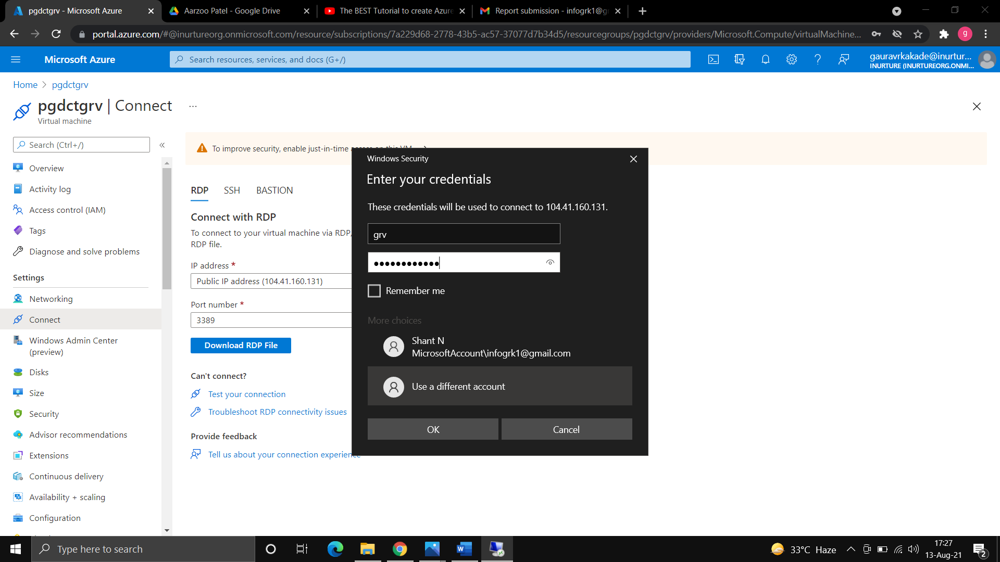 pgdctgrv - Microsoft Azure
Aarzoo Patel - Google Drive
The BEST Tutorial to create Azure
Report submission - infogrk1@g
portal.azure.com/#@inurtureorg.onmicrosoft.com/resource/subscriptions/7a229d68-2778-43b5-ac57-37077d7b34d5/resourcegroups/pgdctgrv/providers/Microsoft.Compute/virtualMachine...
g
Microsoft Azure
Search resources, services, and docs (G+/)
gauravrkakade@inurtur...
INURTURE (INURTUREORG.ONMI...
Home > pgdctgrv
pgdctgrv | Connect ...
Virtual machine
Search (Ctrl+/)
«
Overview
Activity log
Access control (IAM)
Tags
Diagnose and solve problems
Settings
Networking
Connect
Windows Admin Center
(preview)
Disks
Size
Security
Advisor recommendations
Extensions
Continuous delivery
Availability + scaling
Configuration
To improve security, enable just-in-time
RDP SSH BASTION
Connect with RDP
To connect to your virtual machine via RDP,
RDP file.
IP address *
Public IP address (104.41.160.131)
Port number *
3389
Download RDP File
Can't connect?
Test your connection
Troubleshoot RDP connectivity issues
Provide feedback
Tell us about your connection experience
Windows Security
Enter your credentials
These credentials will be used to connect to 104.41.160.131.
grv
●●●●●●●●●●●●
Remember me
More choices
Shant N
MicrosoftAccount\infogrk1@gmail.com
Use a different account
OK
Cancel
Type here to search
33°C Haze
17:27
13-Aug-21
2